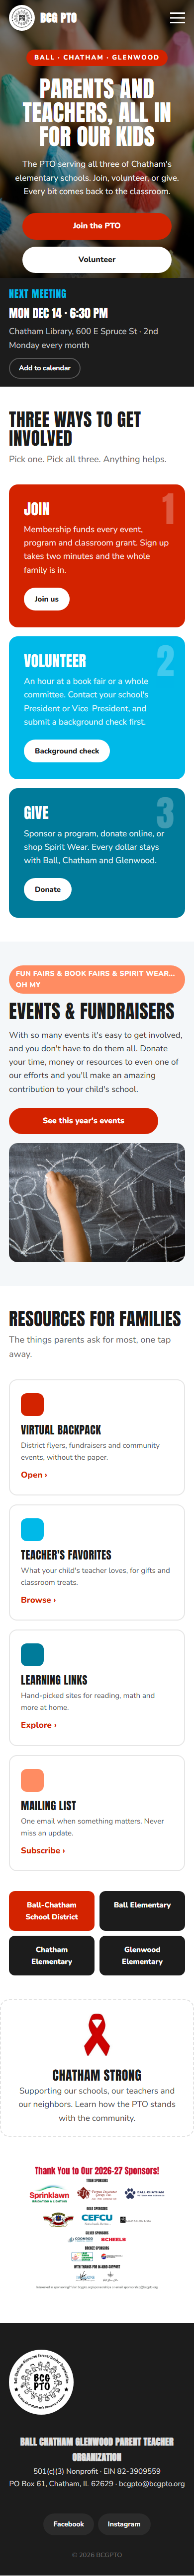 BCG PTO
BALL · CHATHAM · GLENWOOD
PARENTS AND
TEACHERS, ALL IN
FOR OUR KIDS
The PTO serving all three of Chatham's
elementary schools. Join, volunteer, or give.
Every bit comes back to the classroom.
Join the PTO
Volunteer
NEXT MEETING
MON DEC 14 · 6:30 PM
Chatham Library, 600 E Spruce St · 2nd
Monday every month
Add to calendar
THREE WAYS TO GET
INVOLVED
Pick one. Pick all three. Anything helps.
1
JOIN
Membership funds every event,
program and classroom grant. Sign up
takes two minutes and the whole
family is in.
Join us
2
VOLUNTEER
An hour at a book fair or a whole
committee. Contact your school's
President or Vice-President, and
submit a background check first.
Background check
3
GIVE
Sponsor a program, donate online, or
shop Spirit Wear. Every dollar stays
with Ball, Chatham and Glenwood.
Donate
FUN FAIRS & BOOK FAIRS & SPIRIT WEAR...
OH MY
EVENTS & FUNDRAISERS
With so many events it's easy to get involved,
and you don't have to do them all. Donate
your time, money or resources to even one of
our efforts and you'll make an amazing
contribution to your child's school.
See this year's events
RESOURCES FOR FAMILIES
The things parents ask for most, one tap
away.
VIRTUAL BACKPACK
District flyers, fundraisers and community
events, without the paper.
Open ›
TEACHER'S FAVORITES
What your child's teacher loves, for gifts and
classroom treats.
Browse ›
LEARNING LINKS
Hand-picked sites for reading, math and
more at home.
Explore ›
MAILING LIST
One email when something matters. Never
miss an update.
Subscribe ›
Ball-Chatham
School District
Ball Elementary
Chatham
Elementary
Glenwood
Elementary
CHATHAM STRONG
Supporting our schools, our teachers and
our neighbors. Learn how the PTO stands
with the community.
Thank You to Our 2026-27 Sponsors!
Sprinklawn
CEFCU
SCHEELS
BCG
PTO
BALL CHATHAM GLENWOOD PARENT TEACHER
ORGANIZATION
501(c)(3) Nonprofit · EIN 82-3909559
PO Box 61, Chatham, IL 62629 · bcgpto@bcgpto.org
Facebook
Instagram
© 2026 BCGPTO